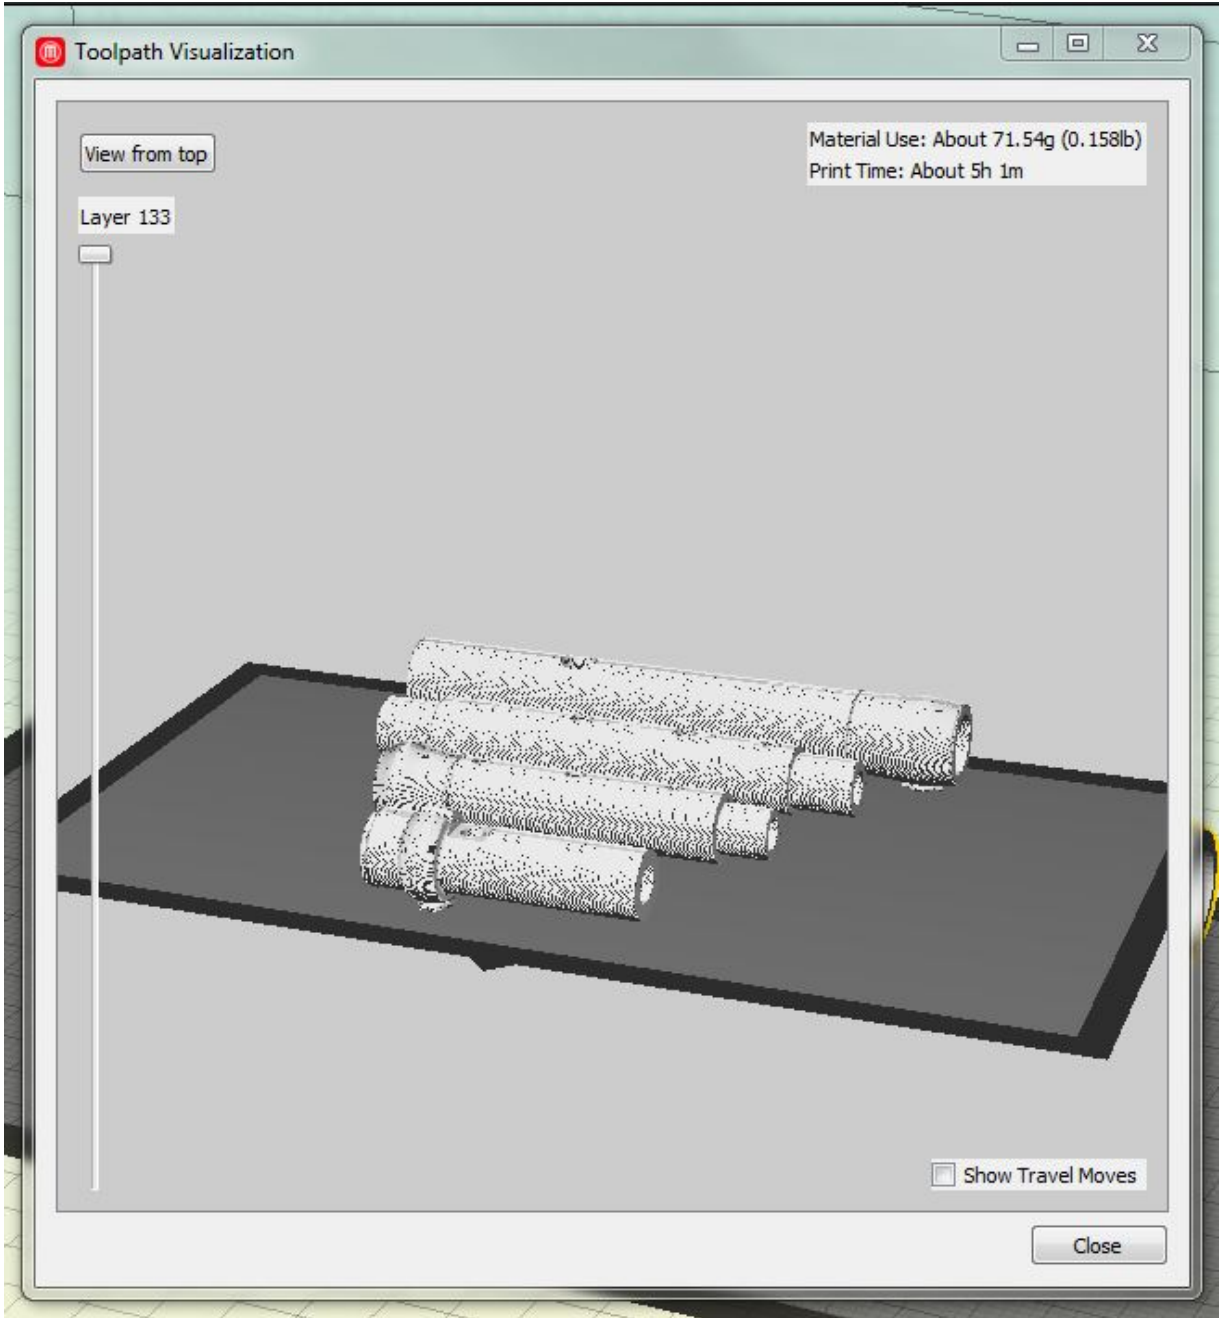 Toolpath Visualization
View from top
Material Use: About 71.54g (0.158lb)
Print Time: About 5h 1m
Layer 133
Show Travel Moves
Close